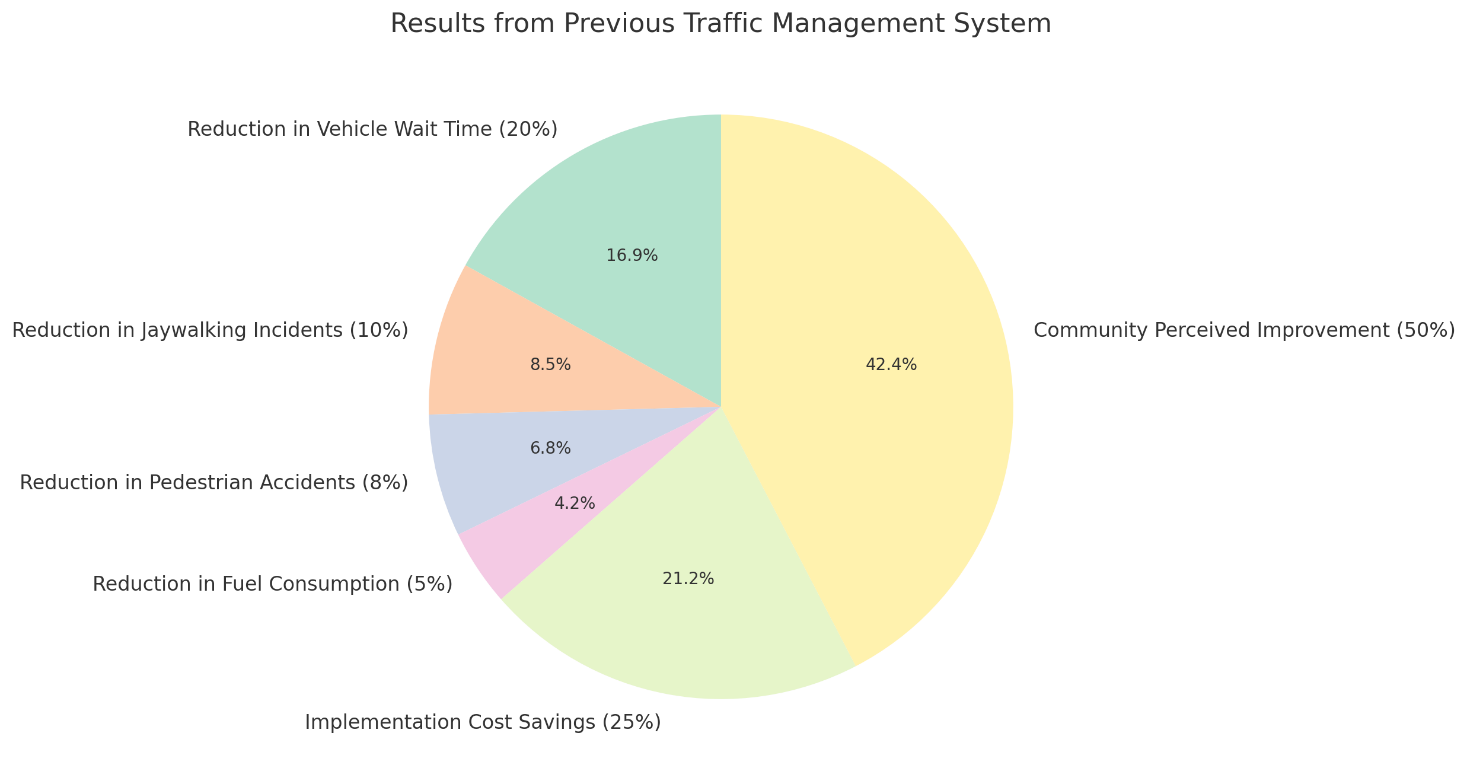 Results from Previous Traffic Management System
Reduction in Vehicle Wait Time (20%)
16.9%
Reduction in Jaywalking Incidents (10%)
Community Perceived Improvement (50%)
8.5%
42.4%
6.8%
Reduction in Pedestrian Accidents (8%)
4.2%
Reduction in Fuel Consumption (5%)
21.2%
Implementation Cost Savings (25%)